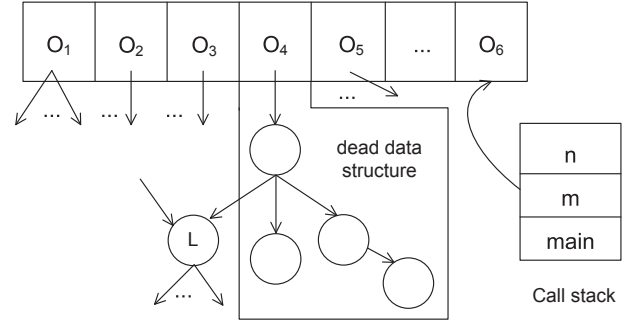 O₁ O₂ O₃ O₄ O₅ ... O₆
... ... ... ...
dead data
structure
n
m
L
main
...
Call stack